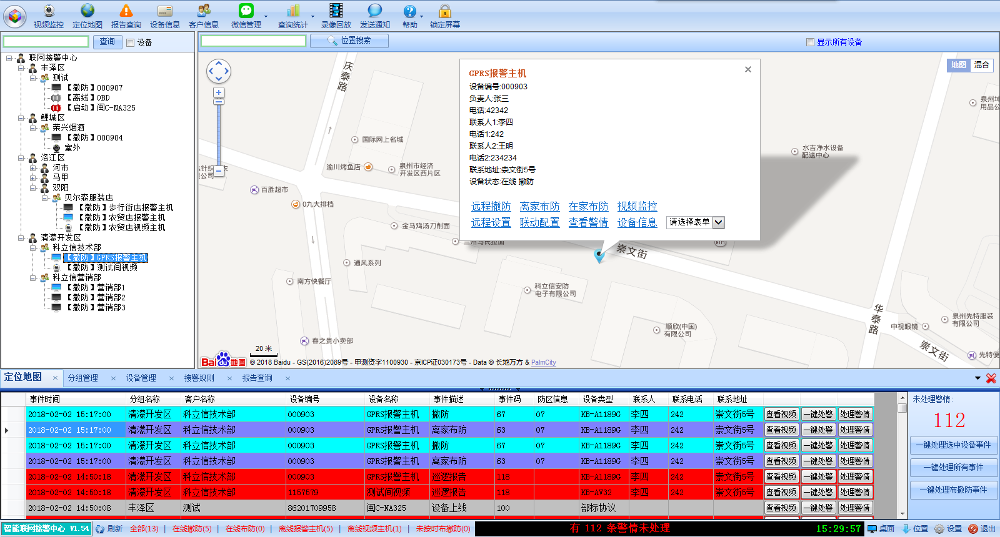 视频监控 定位地图 报告查询 设备信息 客户信息 微信管理 查询统计 录像回放 发送通知 帮助 锁定屏幕
查询 设备
位置搜索 显示所有设备
联网接警中心
丰泽区
测试
【撤防】000907
【离线】OBD
【启动】闽C-NA325
鲤城区
荣兴烟酒
【撤防】000904
室外
洛江区
河市
马甲
双阳
贝尔森服装店
【撤防】步行街店报警主机
【撤防】农贸店报警主机
【撤防】农贸店视频主机
清濛开发区
科立信技术部
【撤防】GPRS报警主机
【撤防】测试间视频
科立信营销部
【撤防】营销部1
【撤防】营销部2
【撤防】营销部3
庆泰路
地图 混合
GPRS报警主机
设备编号:000903
负责人:张三
电话:42342
联系人1:李四
电话1:242
联系人2:王明
电话2:234234
联系地址:崇文街5号
设备状态:在线 撤防
远程撤防 离家布防 在家布防 视频监控
远程设置 联动配置 查看警情 设备信息 请选择表单
国际网上名城
渝川烤鱼店
泉州市经济
开发区西片区
百胜超市
0九大排档
金马鸡汤刀削面
兰州马氏拉面
通风系列
南方快餐厅
春之贵小卖部
科立信安防
电子有限公司
顺欣(中国)
有限公司
水吉净水设备
配送中心
泉州坤
用品公
崇文街
华泰路
中视眼镜
泉州先特服装
有限公司
崇文街
先特便
20 米
Bai du 地图 © 2018 Baidu - GS(2016)2089号 - 甲测资字1100930 - 京ICP证030173号 - Data © 长地万方 & PalmCity
定位地图 × 分组管理 × 设备管理 × 接警规则 × 报告查询 ×
事件时间 分组名称 客户名称 设备编号 设备名称 事件描述 事件码 防区信息 设备类型 联系人 联系电话 联系地址
2018-02-02 15:17:00 清濛开发区 科立信技术部 000903 GPRS报警主机 撤防 67 07 KB-A1189G 李四 242 崇文街5号 查看视频 一键处警 处理警情
2018-02-02 15:17:00 清濛开发区 科立信技术部 000903 GPRS报警主机 离家布防 63 07 KB-A1189G 李四 242 崇文街5号 查看视频 一键处警 处理警情
2018-02-02 15:17:00 清濛开发区 科立信技术部 000903 GPRS报警主机 撤防 67 07 KB-A1189G 李四 242 崇文街5号 查看视频 一键处警 处理警情
2018-02-02 15:17:00 清濛开发区 科立信技术部 000903 GPRS报警主机 离家布防 63 07 KB-A1189G 李四 242 崇文街5号 查看视频 一键处警 处理警情
2018-02-02 14:50:18 清濛开发区 科立信技术部 000903 GPRS报警主机 巡逻报告 118 KB-A1189G 李四 242 崇文街5号 查看视频 一键处警 处理警情
2018-02-02 14:50:18 清濛开发区 科立信技术部 1157579 测试间视频 巡逻报告 118 KB-AV32 李四 242 崇文街5号 查看视频 一键处警 处理警情
2018-02-02 14:50:08 丰泽区 测试 86201709958 闽C-NA325 设备上线 100 部标协议 查看视频 一键处警 处理警情
未处理警情:
112
一键处理选中设备事件
一键处理所有事件
一键处理布撤防事件
智能联网接警中心 V1.54 刷新 全部(13) | 在线撤防(5) | 在线布防(0) | 离线报警主机(5) | 离线视频主机(1) | 未按时布撤防(0) 有 112 条警情未处理 15:29:57 桌面 位置 设置 退出